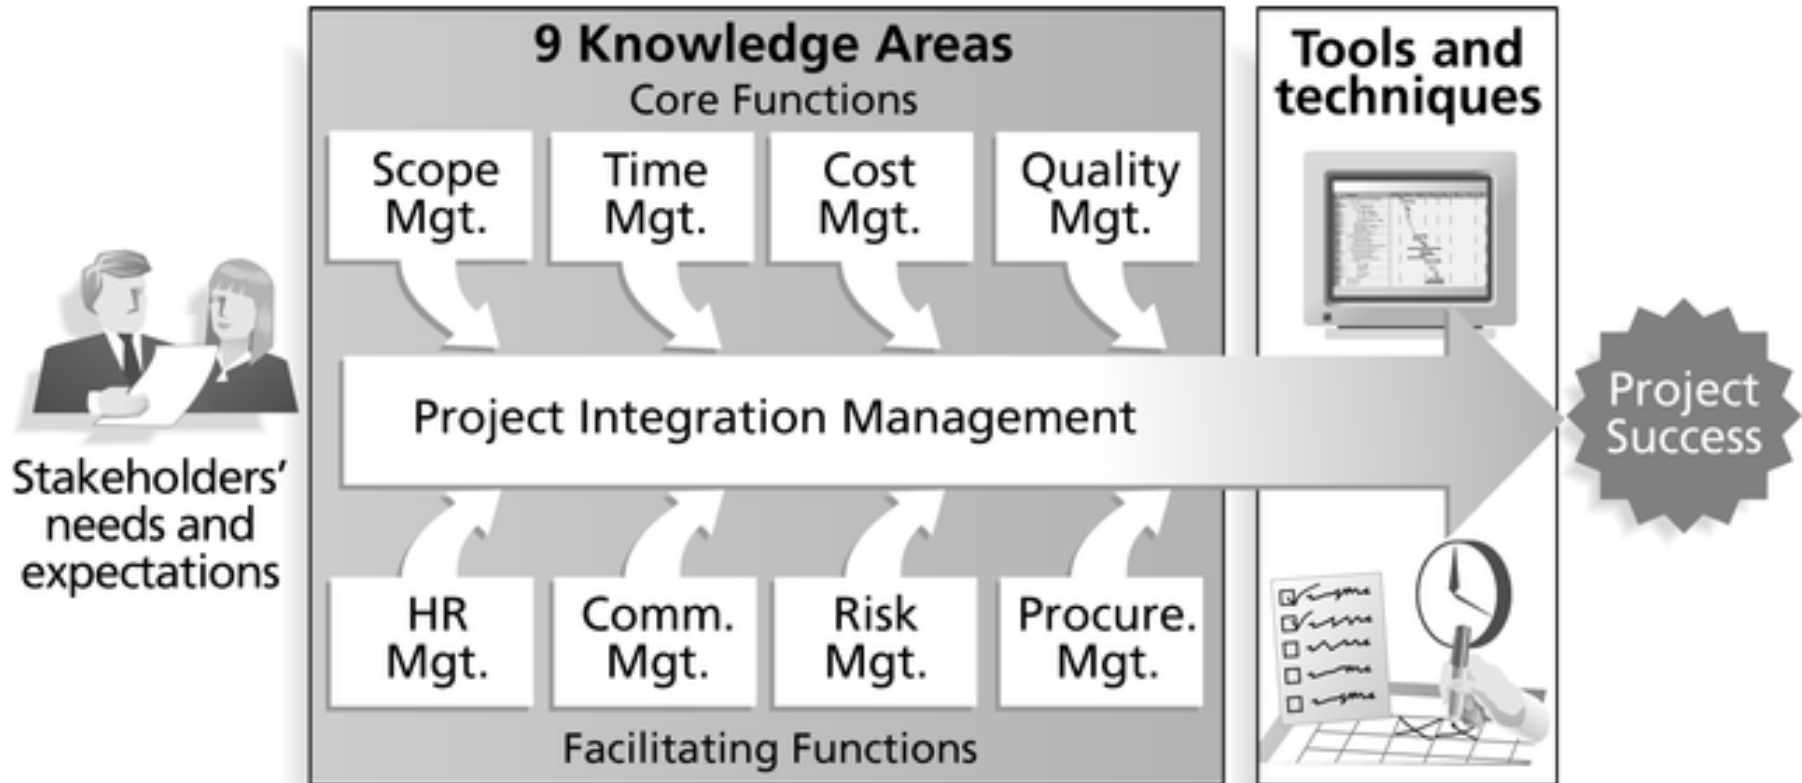 9 Knowledge Areas
Core Functions
Scope
Mgt.
Time
Mgt.
Cost
Mgt.
Quality
Mgt.
Project Integration Management
HR
Mgt.
Comm.
Mgt.
Risk
Mgt.
Procure.
Mgt.
Facilitating Functions
Stakeholders’
needs and
expectations
Tools and
techniques
Project
Success